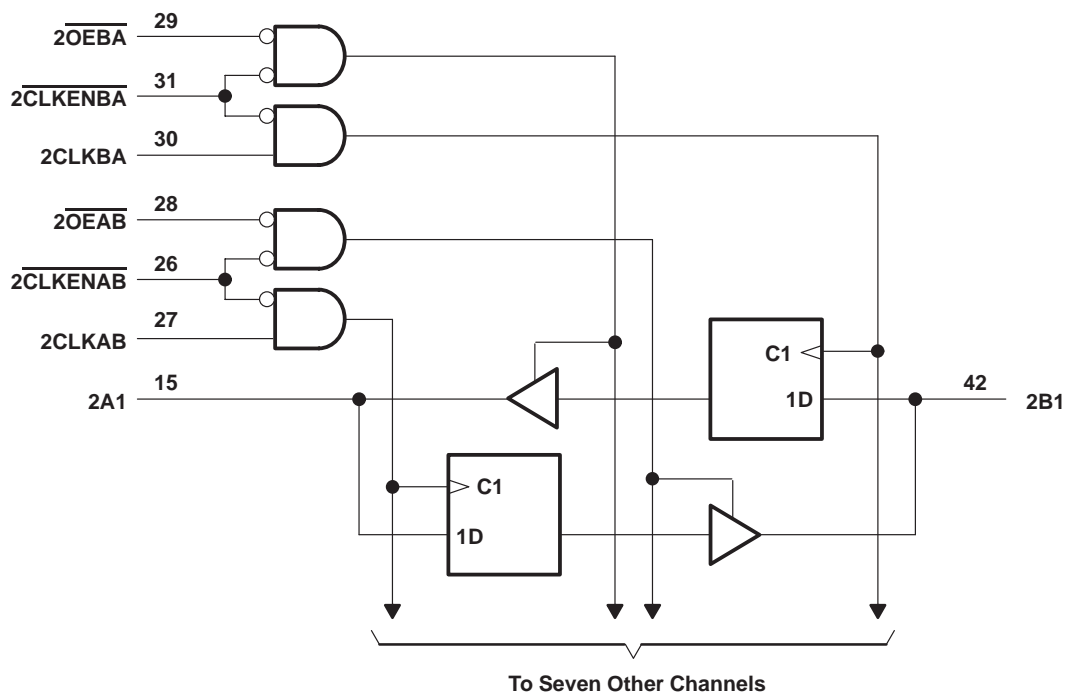 29
2OEBA
31
2CLKENBA
30
2CLKBA
28
2OEAB
26
2CLKENAB
27
2CLKAB
15
2A1
C1
1D
42
2B1
C1
1D
To Seven Other Channels